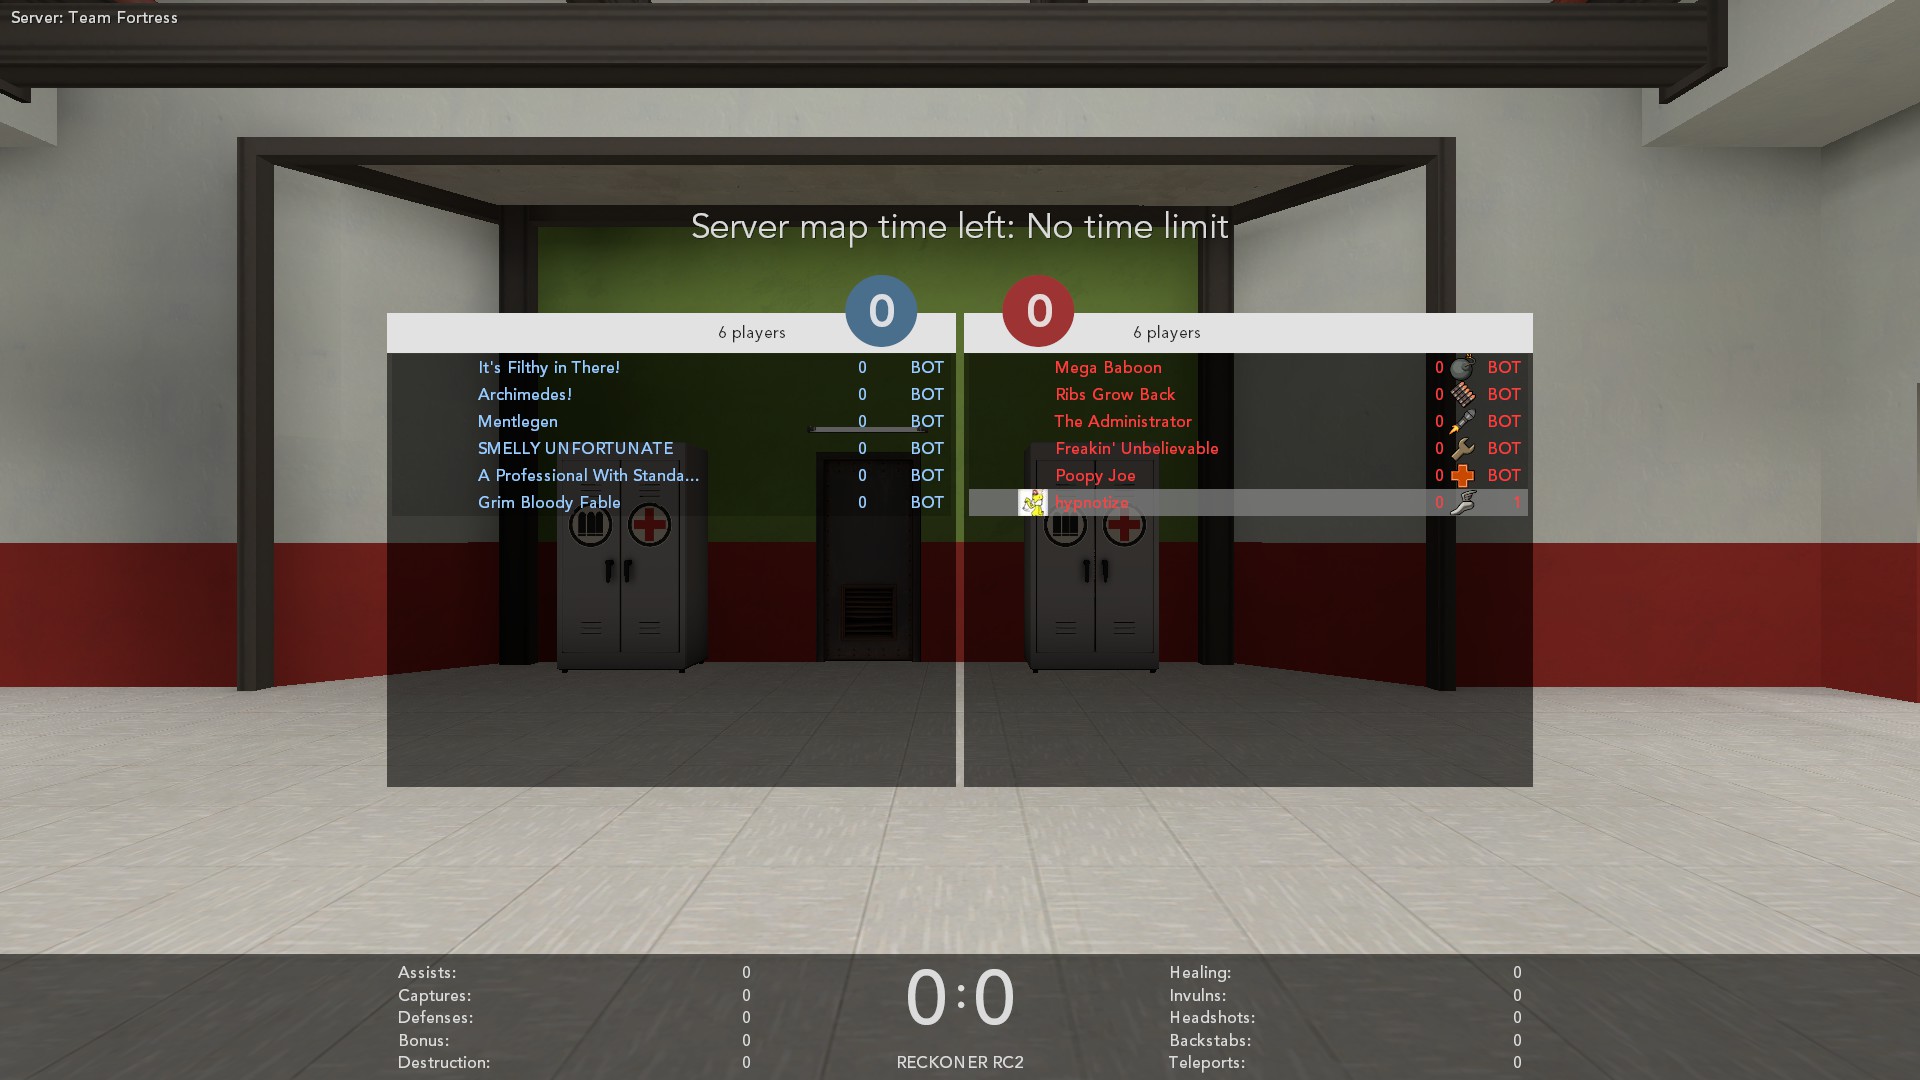 Server: Team Fortress
Server map time left: No time limit
0
0
6 players
6 players
It's Filthy in There! 0 BOT
Archimedes! 0 BOT
Mentlegen 0 BOT
SMELLY UNFORTUNATE 0 BOT
A Professional With Standa... 0 BOT
Grim Bloody Fable 0 BOT
Mega Baboon 0 BOT
Ribs Grow Back 0 BOT
The Administrator 0 BOT
Freakin' Unbelievable 0 BOT
Poopy Joe 0 BOT
hypnotize 0 1
Assists: 0
Captures: 0
Defenses: 0
Bonus: 0
Destruction: 0
0:0
RECKONER RC2
Healing: 0
Invulns: 0
Headshots: 0
Backstabs: 0
Teleports: 0